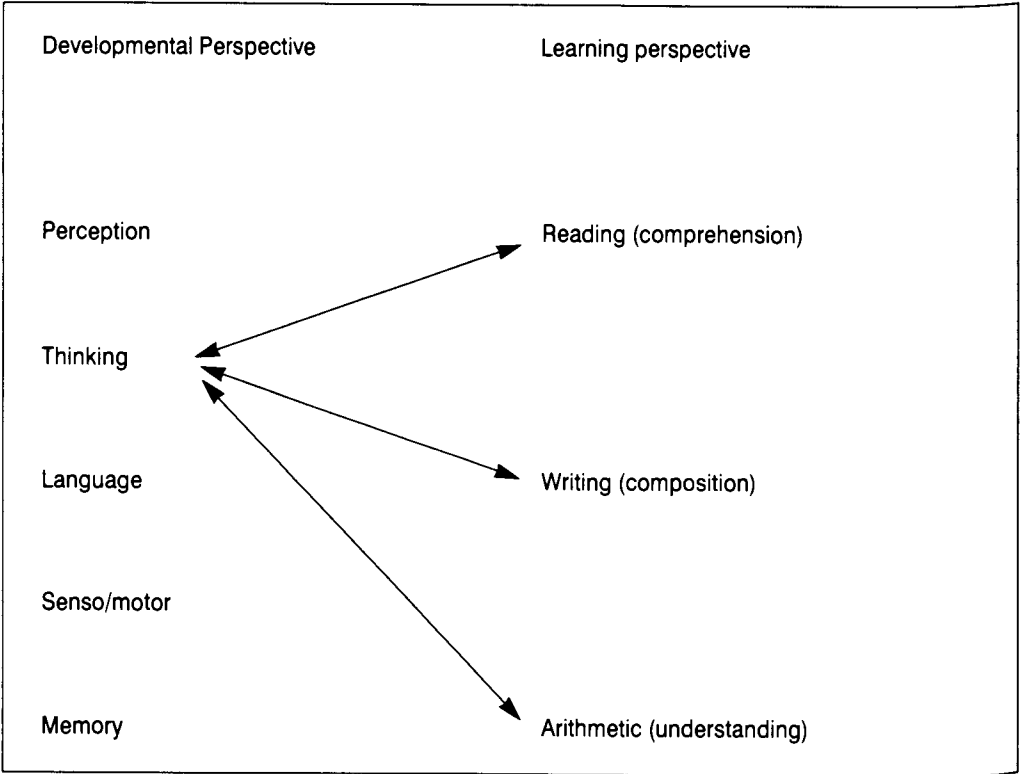 Developmental Perspective
Learning perspective
Perception
Reading (comprehension)
Thinking
Language
Writing (composition)
Senso/motor
Memory
Arithmetic (understanding)